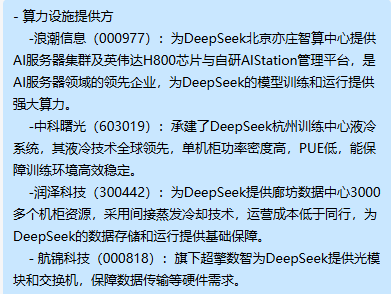 - 算力设施提供方
-浪潮信息（000977）：为DeepSeek北京亦庄智算中心提供
AI服务器集群及英伟达H800芯片与自研AIStation管理平台，是
AI服务器领域的领先企业，为DeepSeek的模型训练和运行提供
强大算力。
-中科曙光（603019）：承建了DeepSeek杭州训练中心液冷
系统，其液冷技术全球领先，单机柜功率密度高，PUE低，能保
障训练环境高效稳定。
-润泽科技（300442）：为DeepSeek提供廊坊数据中心3000
多个机柜资源，采用间接蒸发冷却技术，运营成本低于同行，为
DeepSeek的数据存储和运行提供基础保障。
- 航锦科技（000818）：旗下超擎数智为DeepSeek提供光模
块和交换机，保障数据传输等硬件需求。